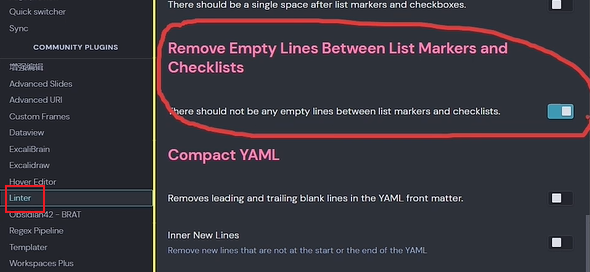 Quick switcher
Sync
COMMUNITY PLUGINS
Advanced Slides
Advanced URI
Custom Frames
Dataview
ExcaliBrain
Excalidraw
Hover Editor
Linter
Obsidian42 - BRAT
Regex Pipeline
Templater
Workspaces Plus
There should be a single space after list markers and checkboxes.
Remove Empty Lines Between List Markers and
Checklists
There should not be any empty lines between list markers and checklists.
Compact YAML
Removes leading and trailing blank lines in the YAML front matter.
Inner New Lines
Remove new lines that are not at the start or the end of the YAML